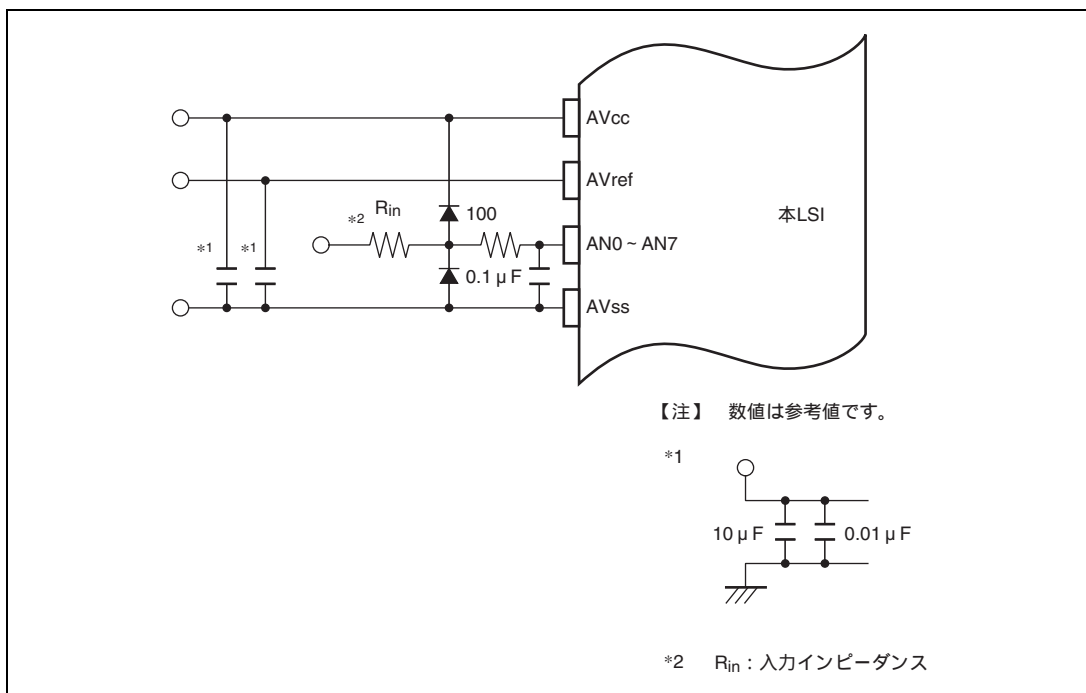 AVcc
AVref
*2 Rin 100
本LSI
*1 *1
AN0 ~ AN7
0.1 μ F
AVss
【注】 数値は参考値です。
*1
10 μ F 0.01 μ F
*2 Rin : 入力インピーダンス